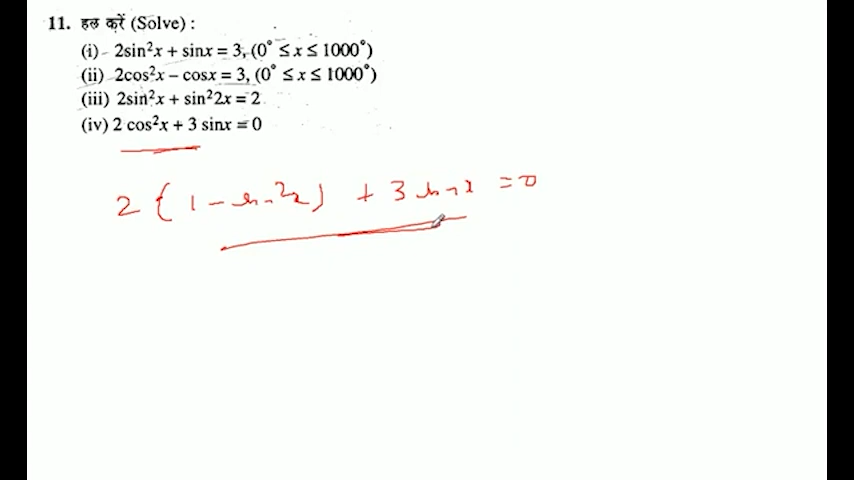 11. हल करें (Solve) :
(i) 2sin²x + sinx = 3, (0° ≤ x ≤ 1000°)
(ii) 2cos²x – cosx = 3, (0° ≤ x ≤ 1000°)
(iii) 2sin²x + sin²2x = 2
(iv) 2 cos²x + 3 sinx = 0
2 { 1 – sin²x ) + 3 sin x = 0